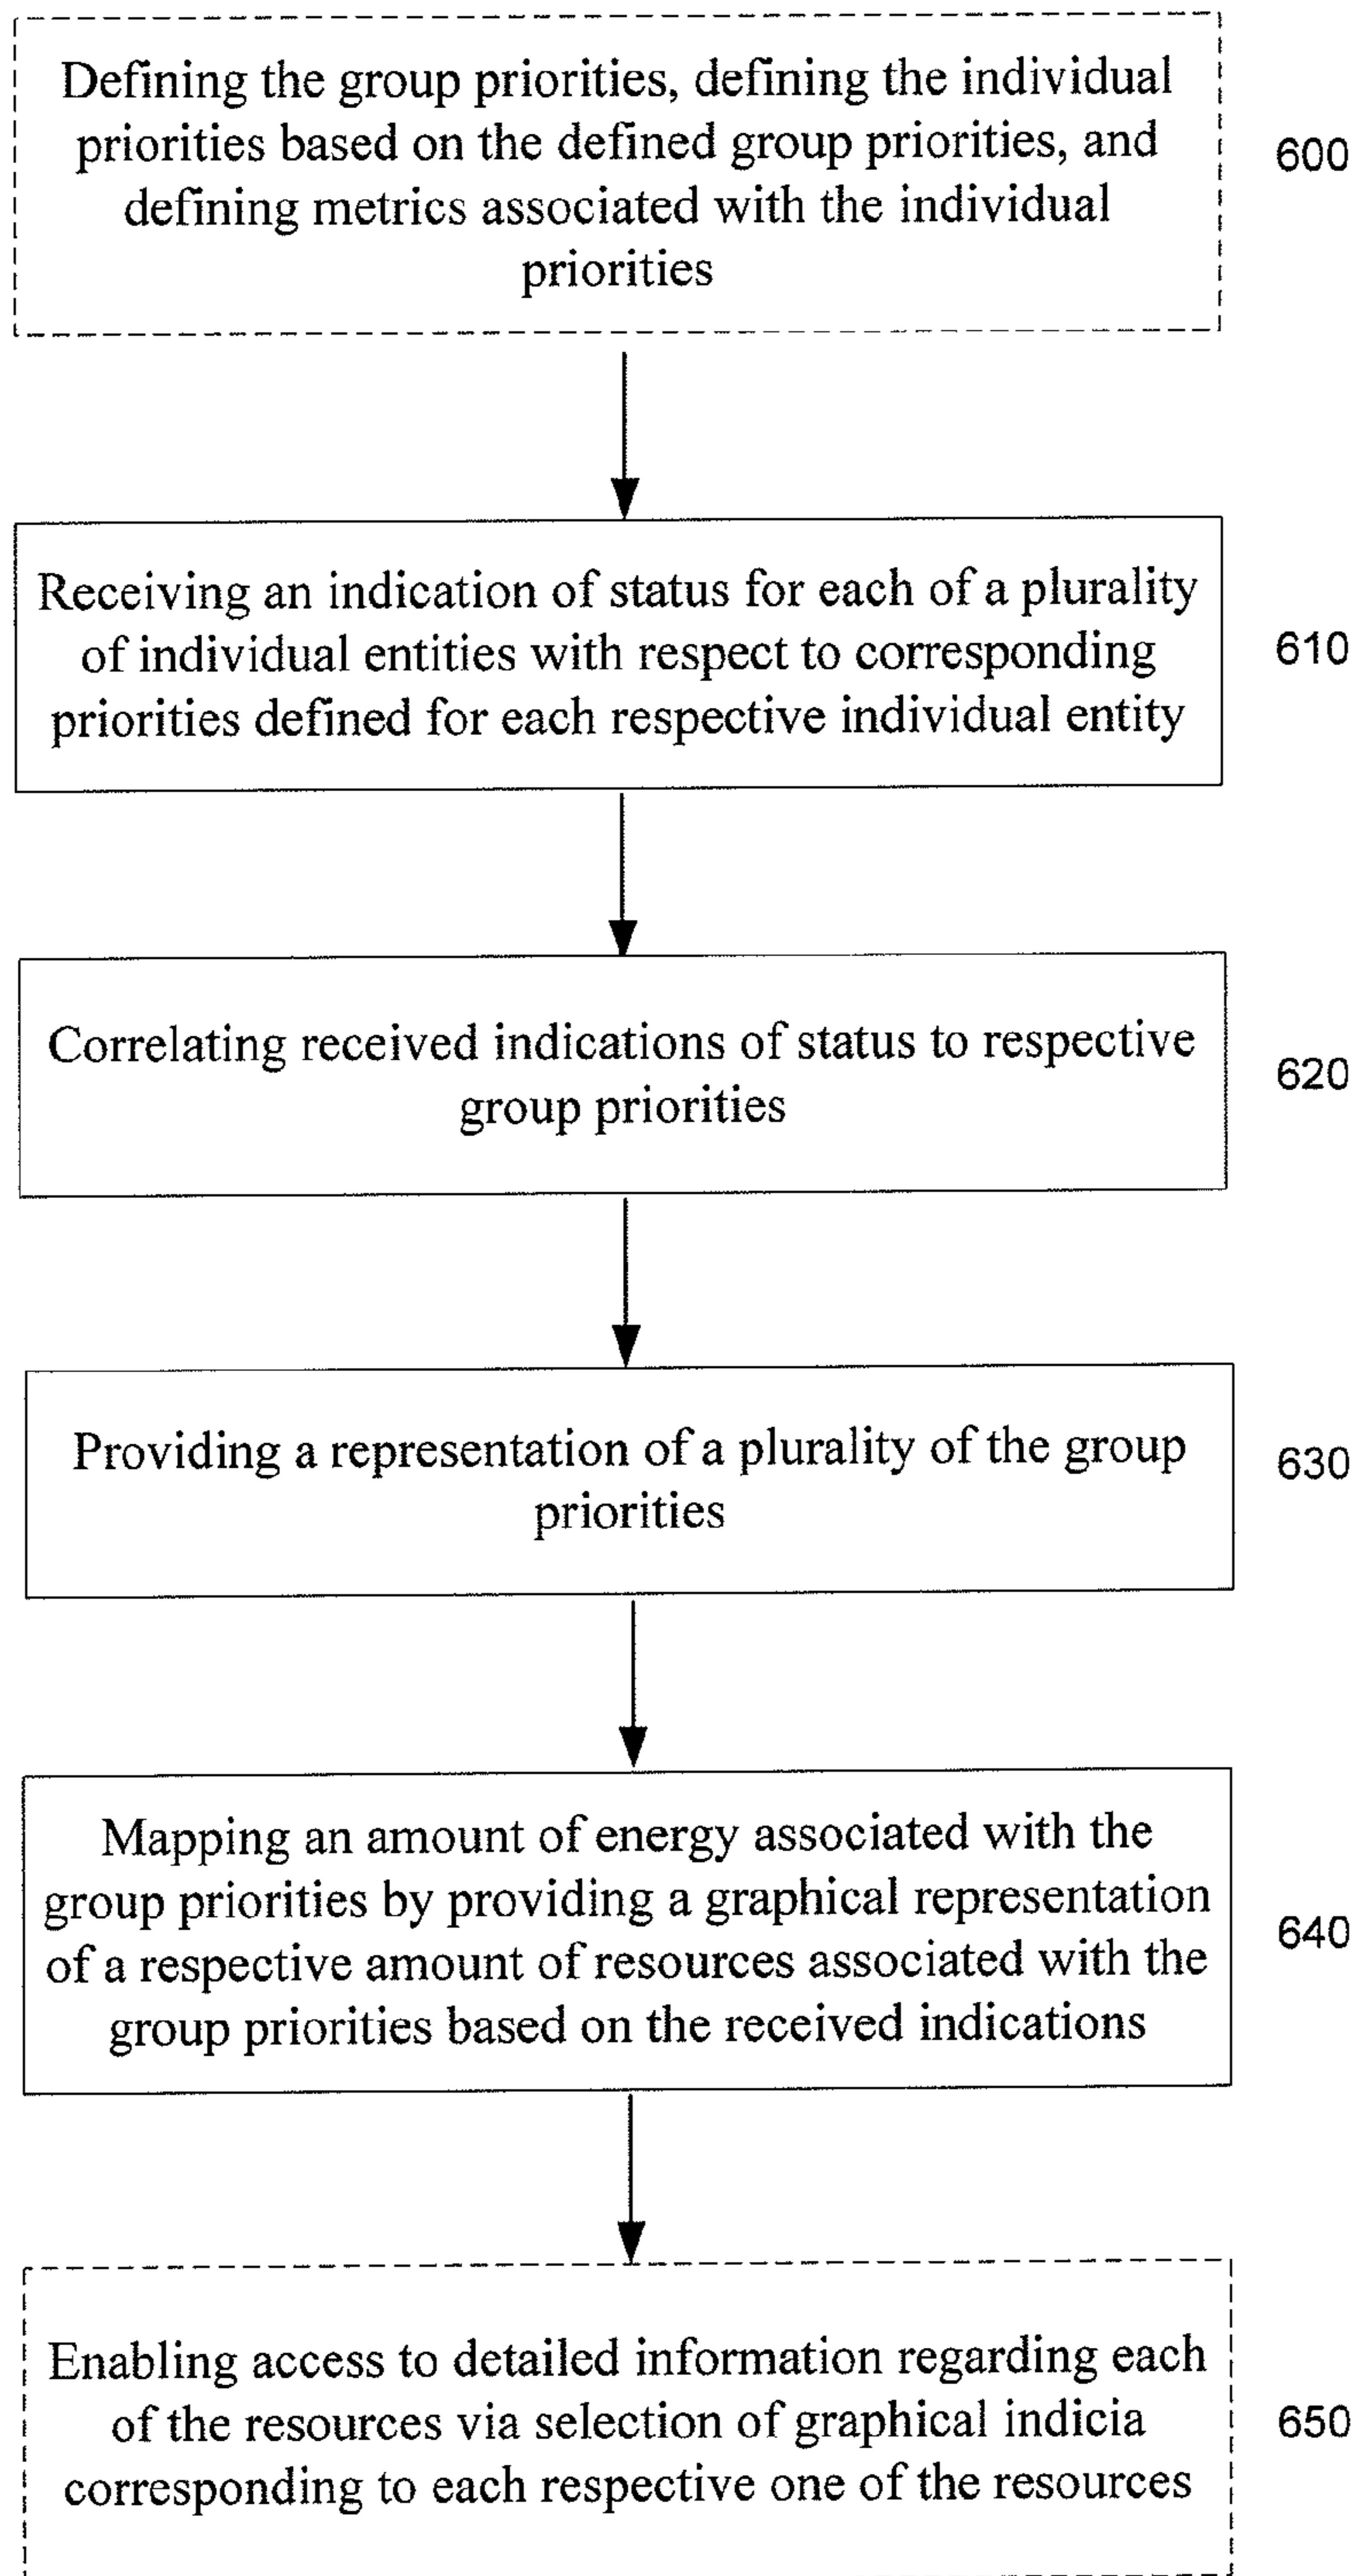 Defining the group priorities, defining the individual
priorities based on the defined group priorities, and
defining metrics associated with the individual
priorities
600
Receiving an indication of status for each of a plurality
of individual entities with respect to corresponding
priorities defined for each respective individual entity
610
Correlating received indications of status to respective
group priorities
620
Providing a representation of a plurality of the group
priorities
630
Mapping an amount of energy associated with the
group priorities by providing a graphical representation
of a respective amount of resources associated with the
group priorities based on the received indications
640
Enabling access to detailed information regarding each
of the resources via selection of graphical indicia
corresponding to each respective one of the resources
650